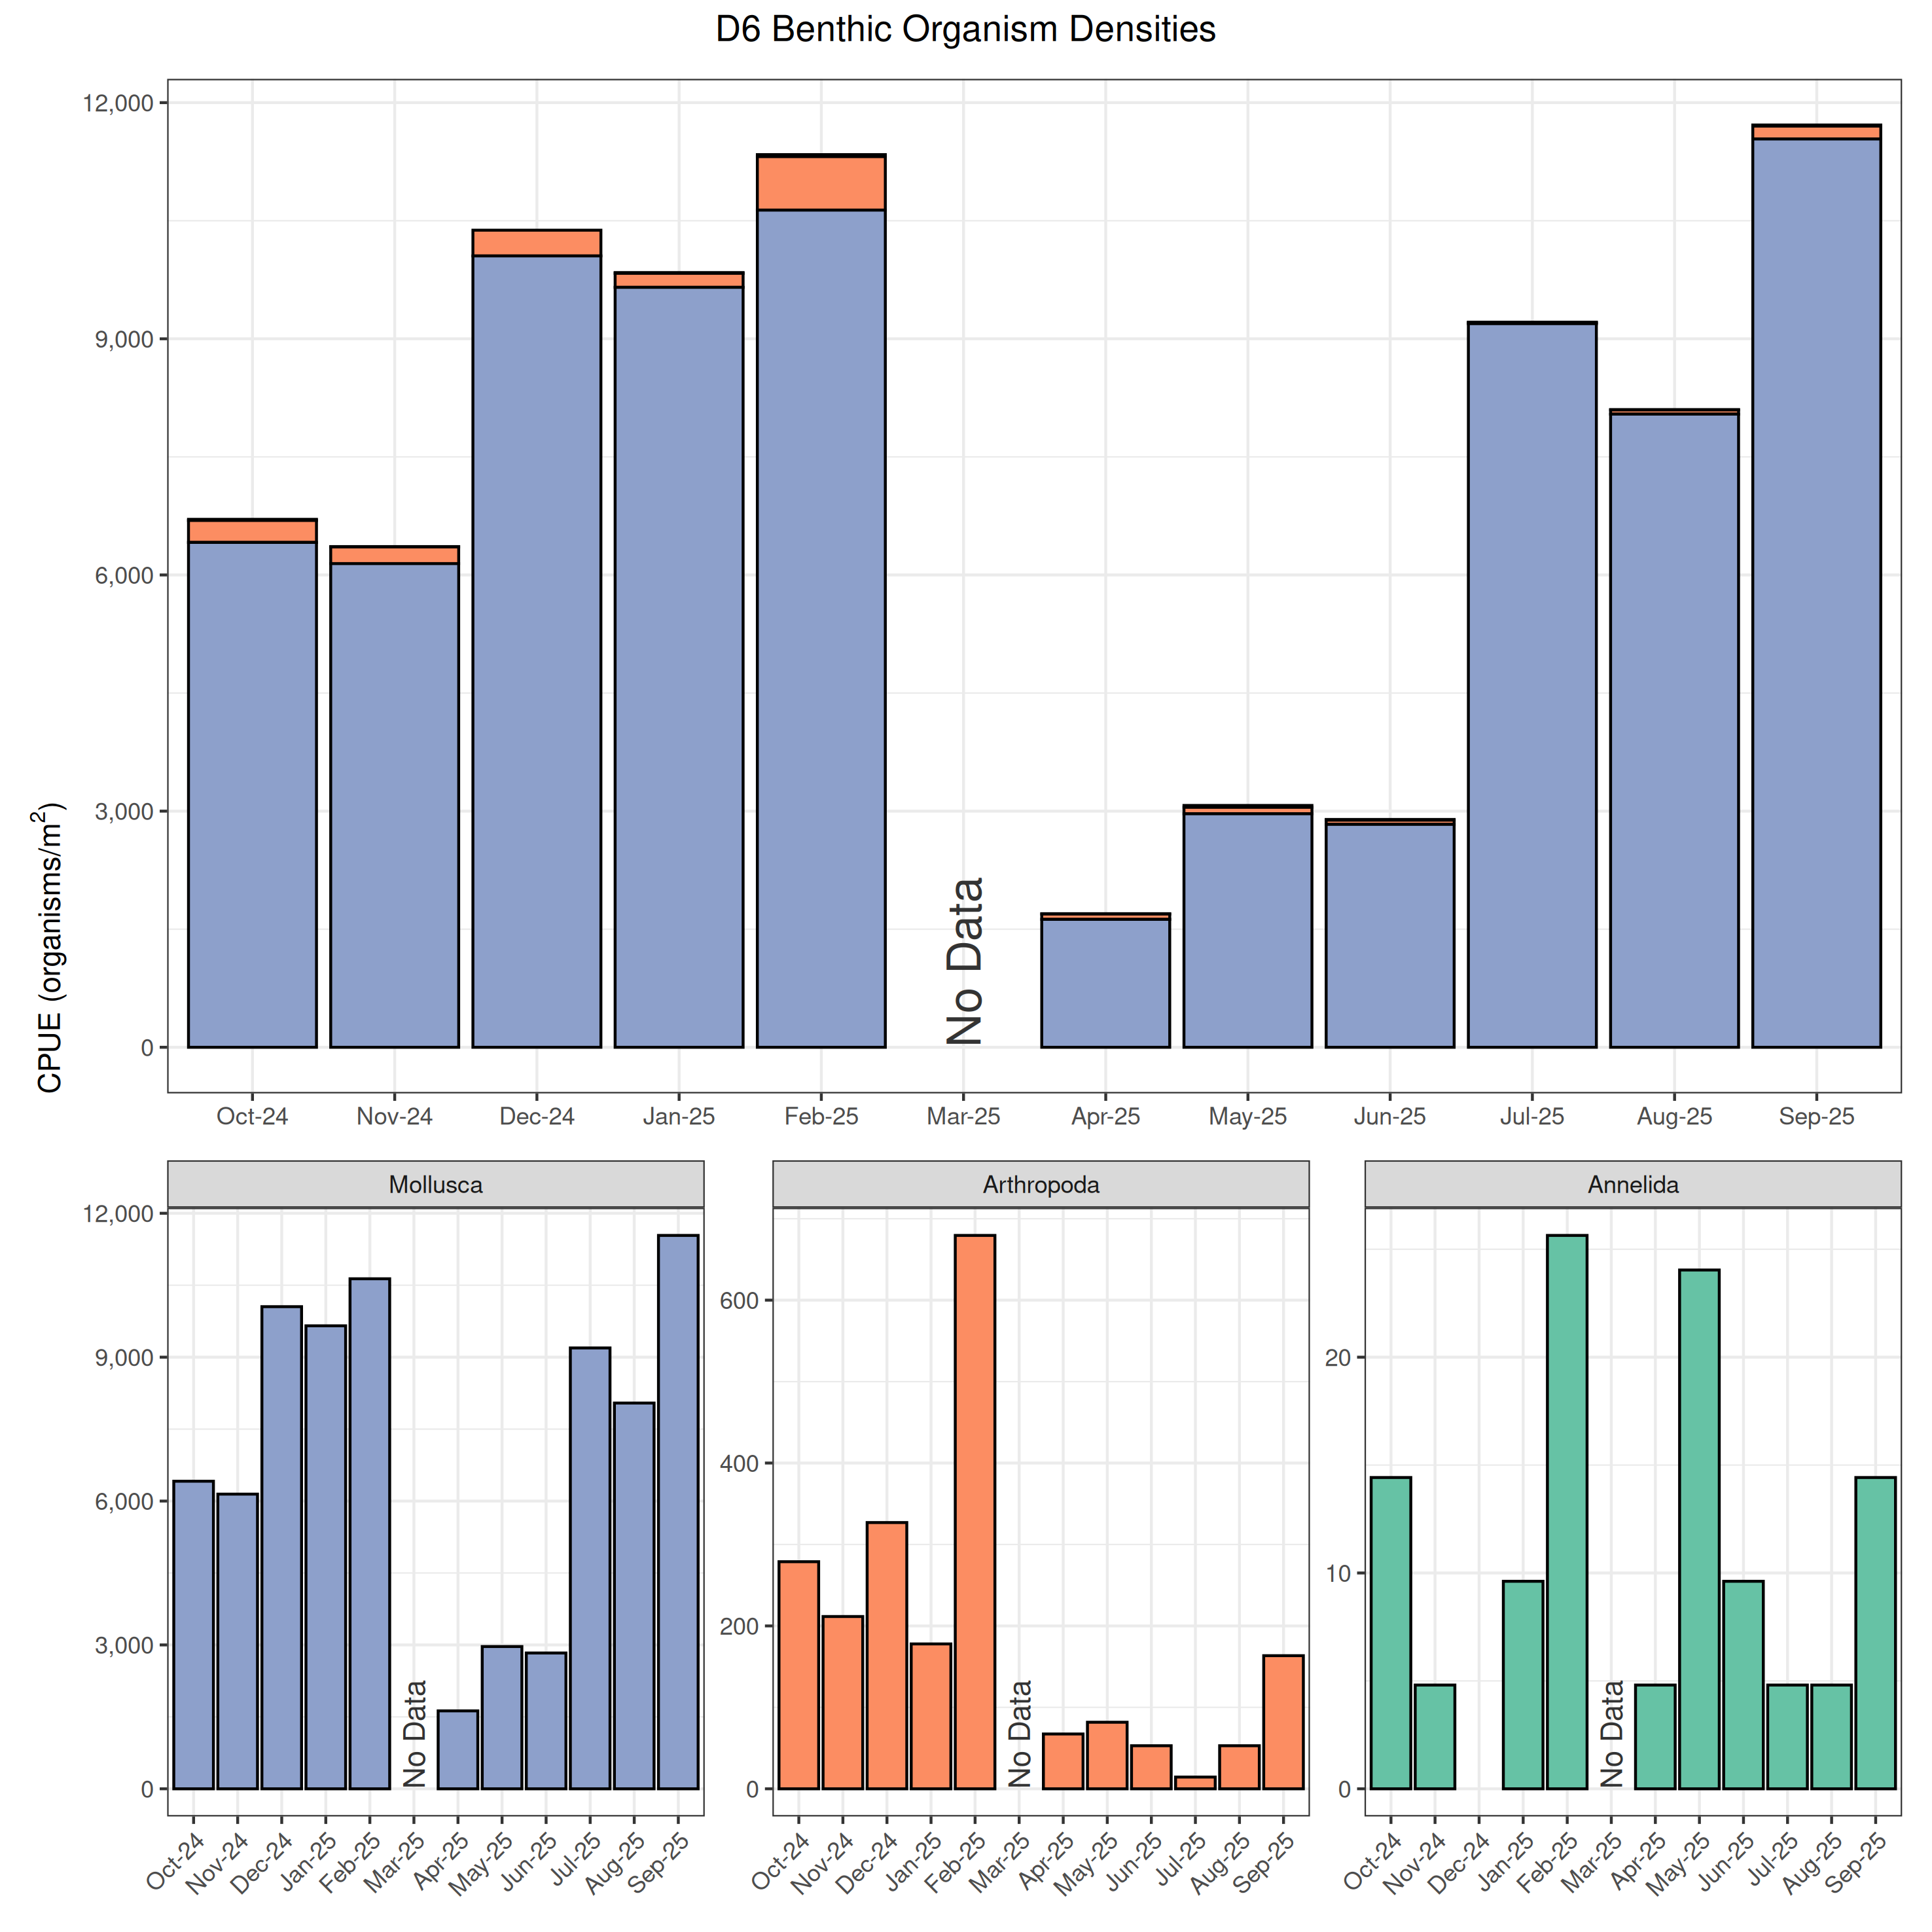 D6 Benthic Organism Densities
CPUE (organisms/m²)
12,000
9,000
6,000
3,000
0
No Data
Oct-24 Nov-24 Dec-24 Jan-25 Feb-25 Mar-25 Apr-25 May-25 Jun-25 Jul-25 Aug-25 Sep-25
Mollusca
12,000
9,000
6,000
3,000
0
No Data
Oct-24 Nov-24 Dec-24 Jan-25 Feb-25 Mar-25 Apr-25 May-25 Jun-25 Jul-25 Aug-25 Sep-25
Arthropoda
600
400
200
0
No Data
Oct-24 Nov-24 Dec-24 Jan-25 Feb-25 Mar-25 Apr-25 May-25 Jun-25 Jul-25 Aug-25 Sep-25
Annelida
20
10
0
No Data
Oct-24 Nov-24 Dec-24 Jan-25 Feb-25 Mar-25 Apr-25 May-25 Jun-25 Jul-25 Aug-25 Sep-25